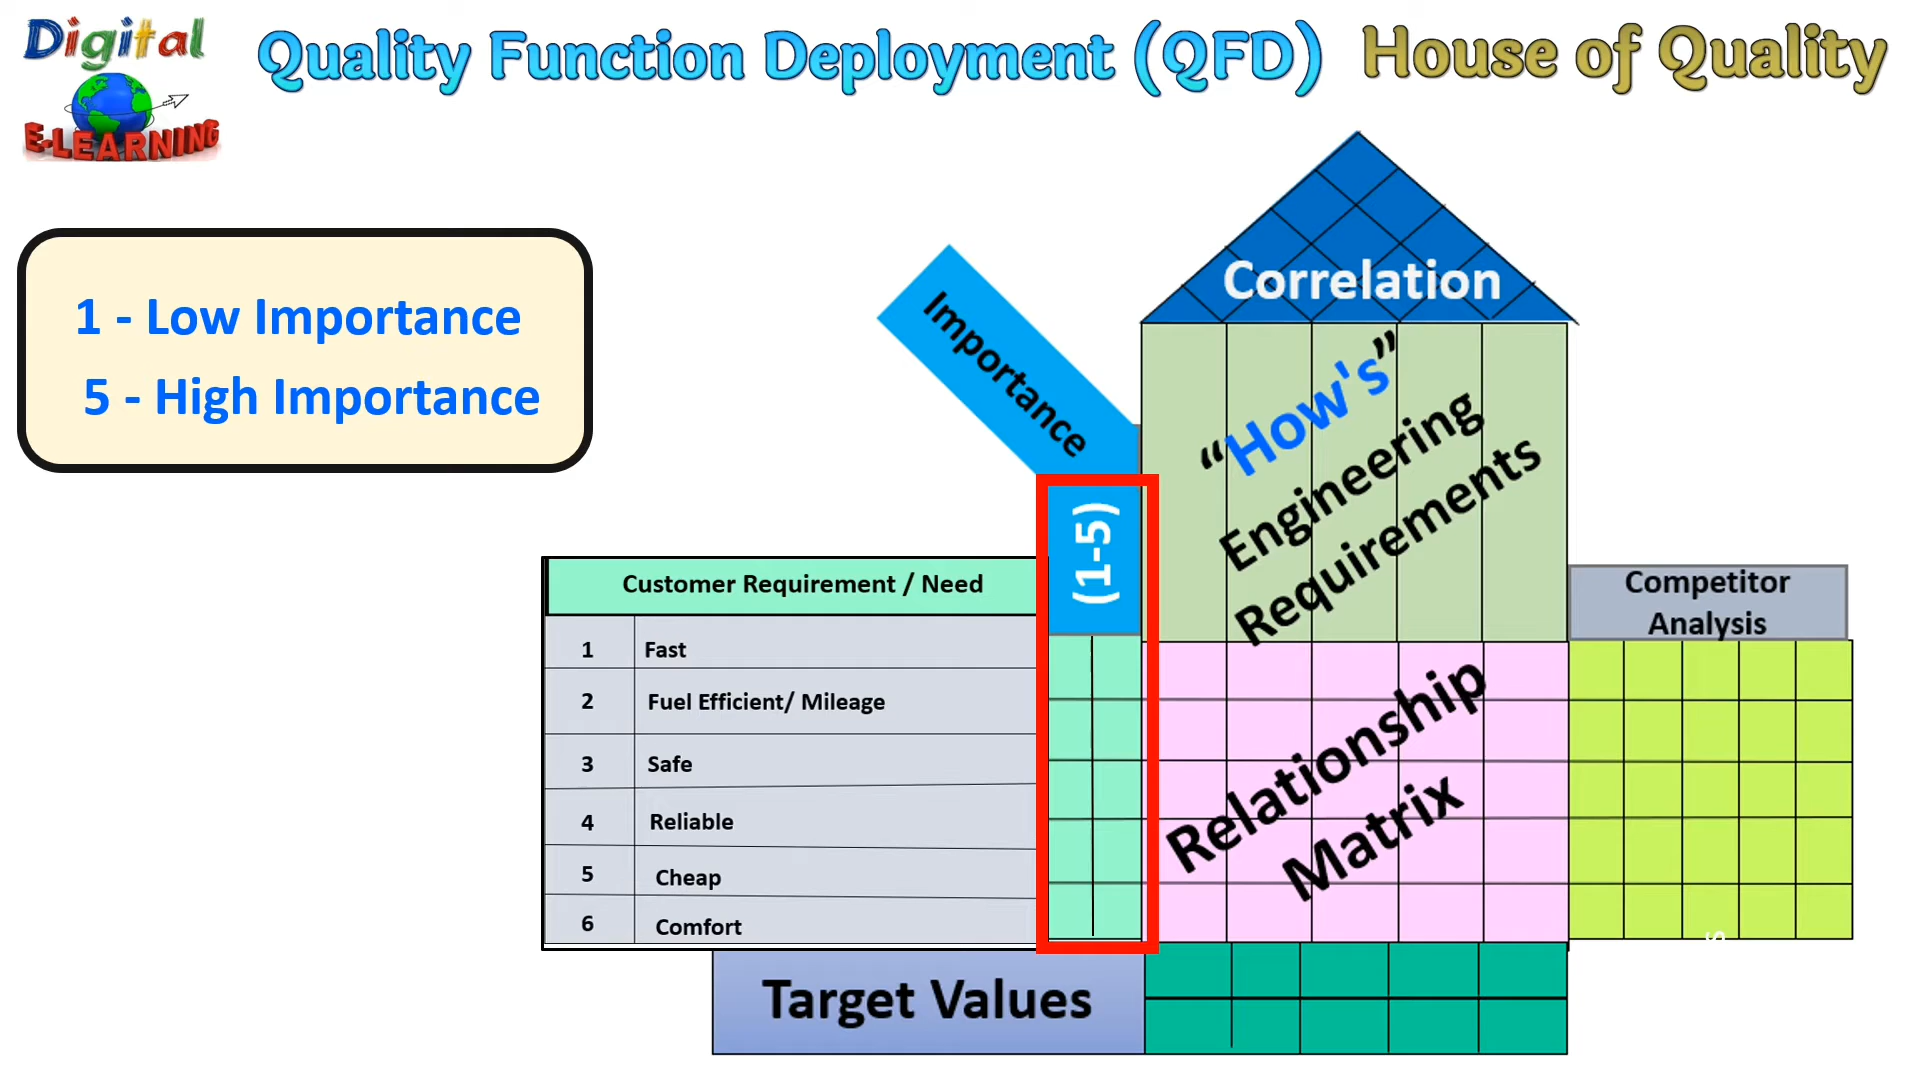 Digital
E-LEARNING
Quality Function Deployment (QFD) House of Quality
1 - Low Importance
5 - High Importance
Importance
(1-5)
Correlation
“How's”
Engineering
Requirements
Competitor
Analysis
Customer Requirement / Need
1 Fast
2 Fuel Efficient/ Mileage
3 Safe
4 Reliable
5 Cheap
6 Comfort
Relationship
Matrix
Target Values